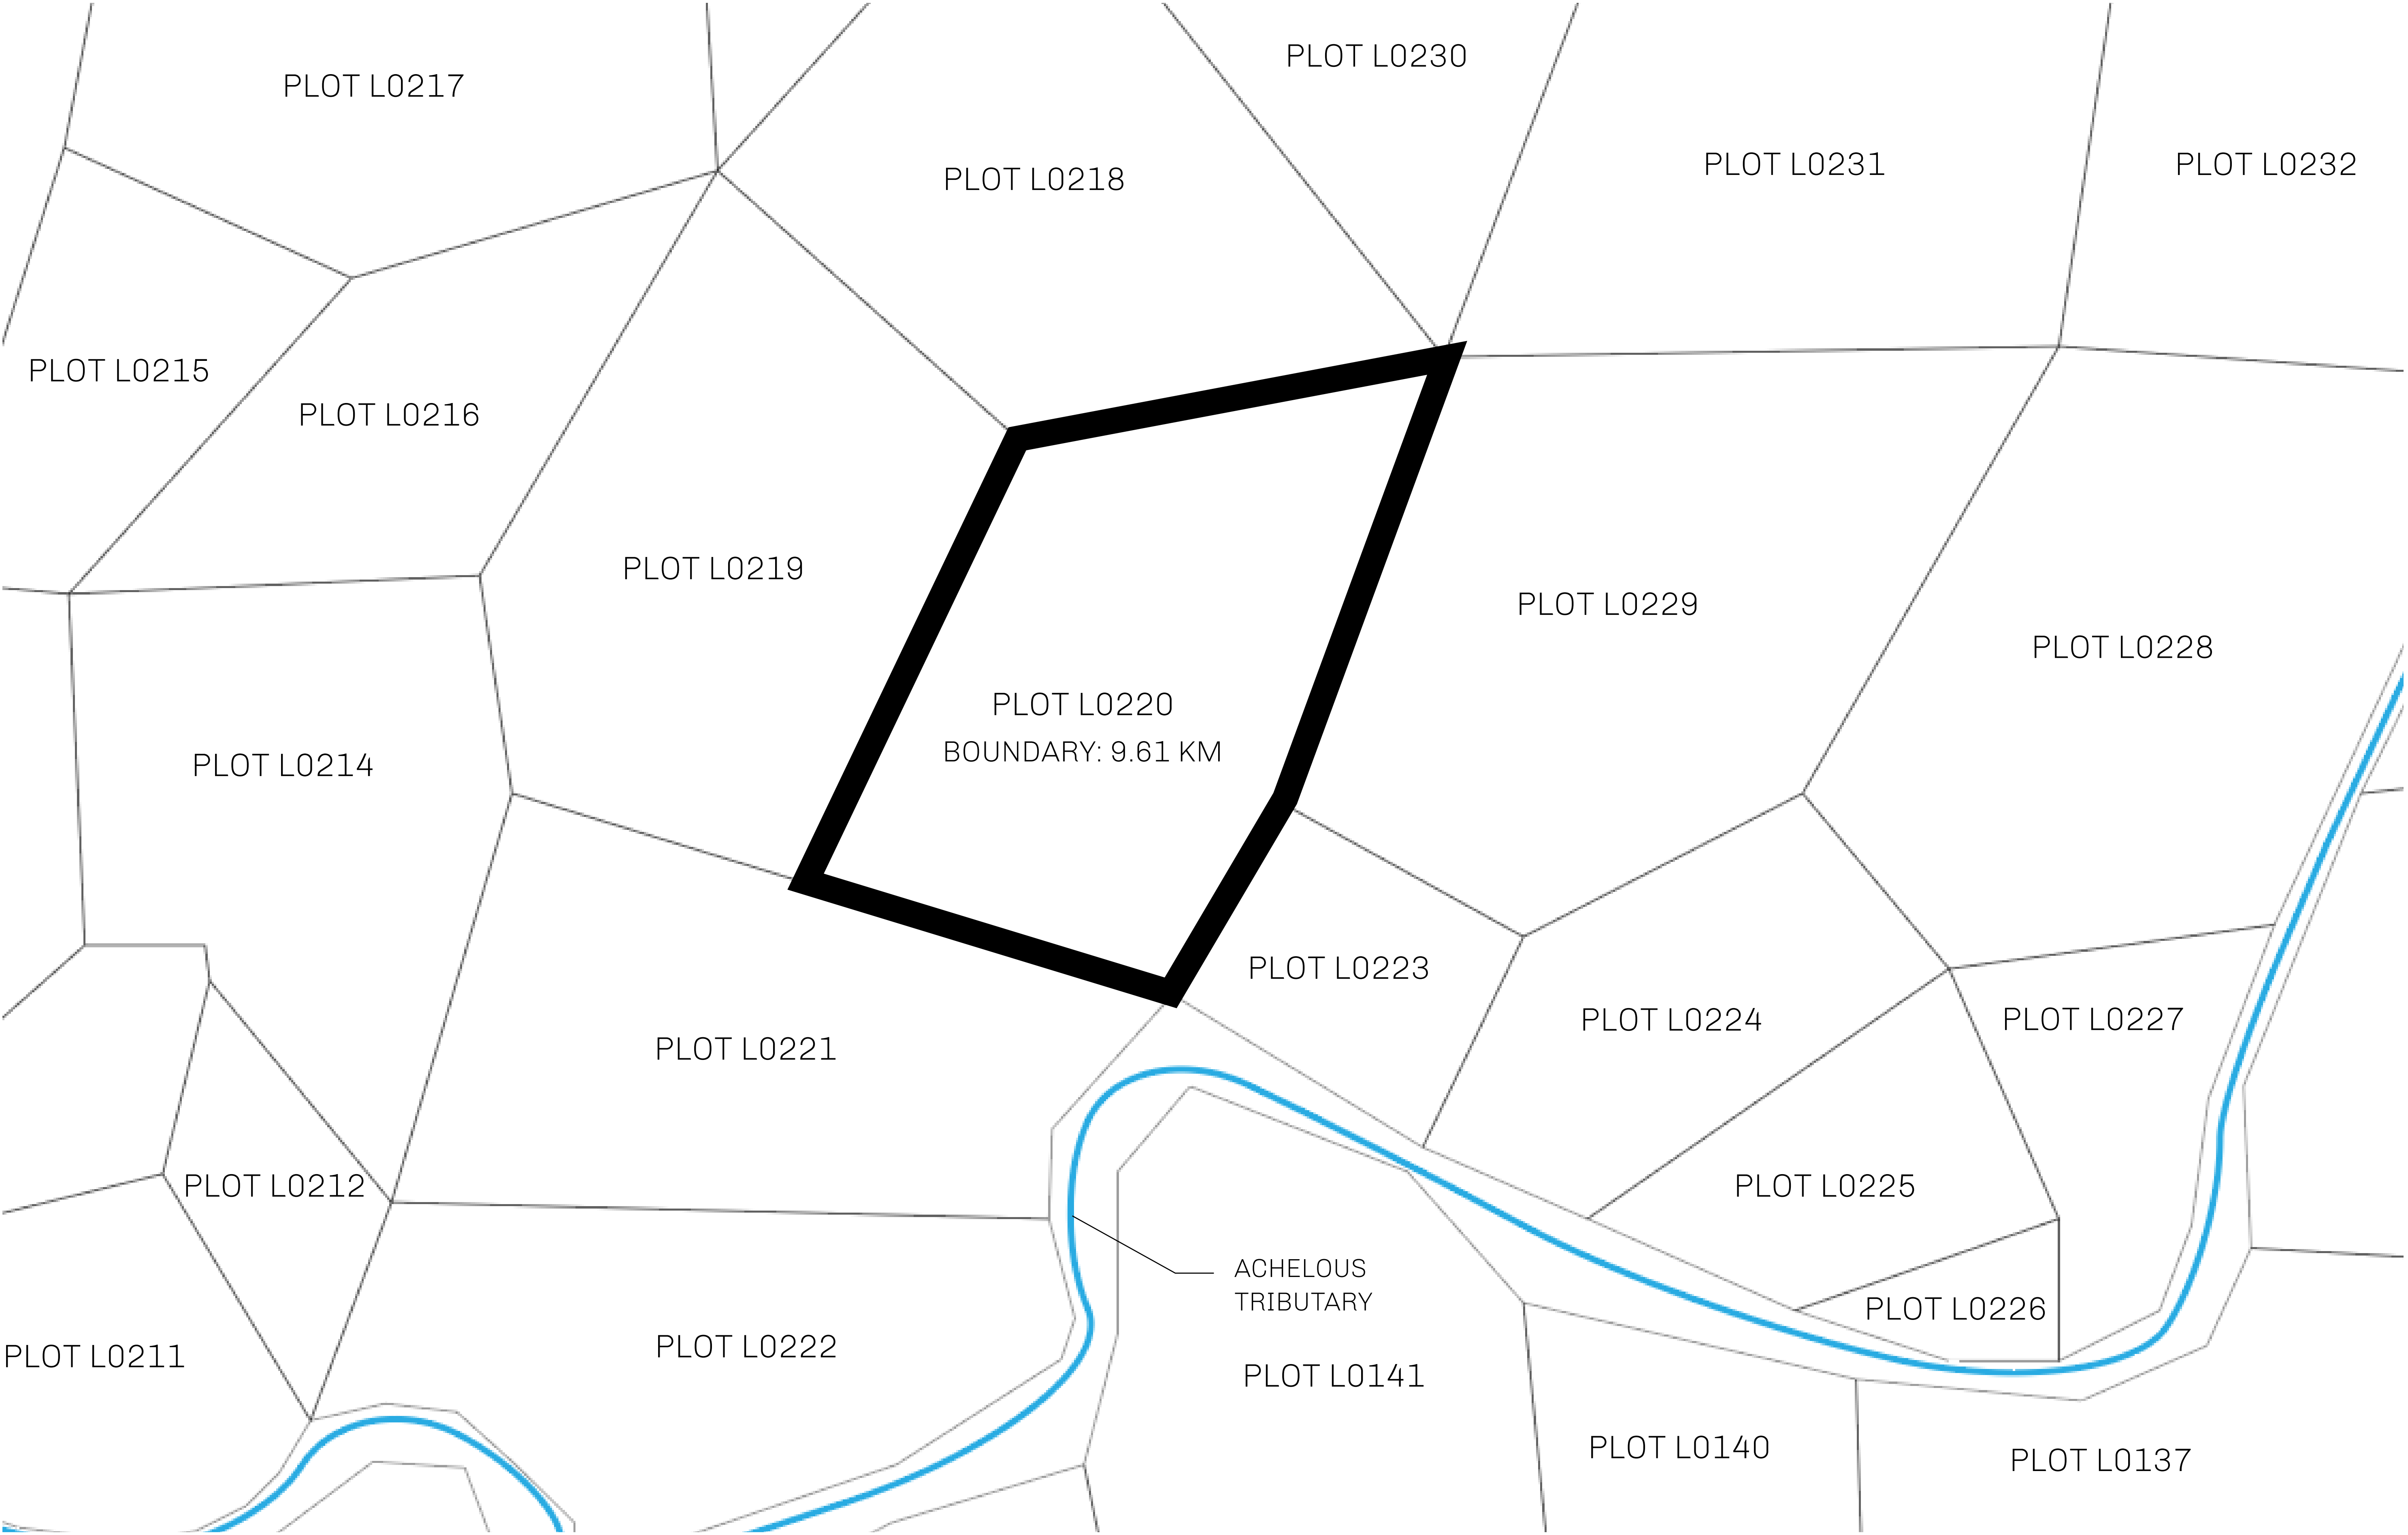 PLOT L0230
PLOT L0217
PLOT L0231
PLOT L0232
PLOT L0218
PLOT L0215
PLOT L0216
PLOT L0219
PLOT L0229
PLOT L0228
PLOT L0220
BOUNDARY: 9.61 KM
PLOT L0214
PLOT L0223
PLOT L0224
PLOT L0227
PLOT L0221
PLOT L0212
PLOT L0225
ACHELOUS
TRIBUTARY
PLOT L0226
PLOT L0222
PLOT L0211
PLOT L0141
PLOT L0140
PLOT L0137